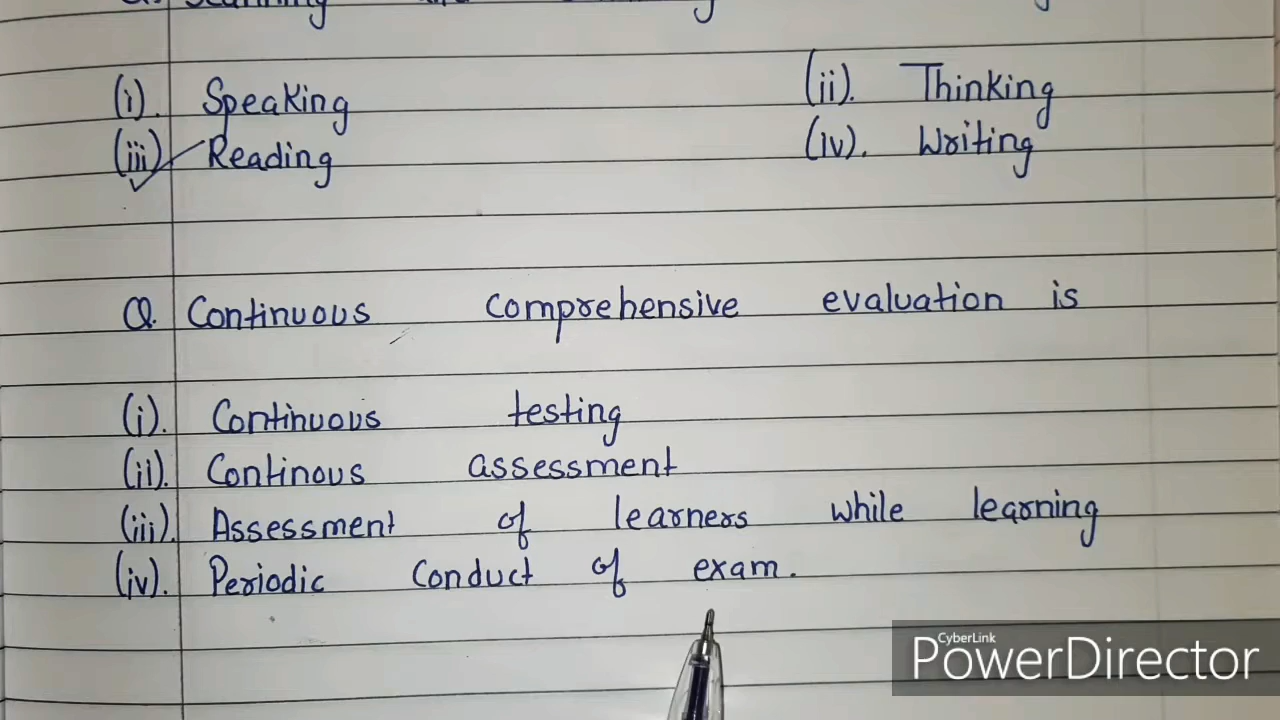 (i). Speaking (ii). Thinking
(iii) Reading (iv). Writing
Q. Continuous comprehensive evaluation is
(i). Continuous testing
(ii). Continous assessment
(iii). Assessment of learners while learning
(iv). Periodic Conduct of exam.
CyberLink
PowerDirector